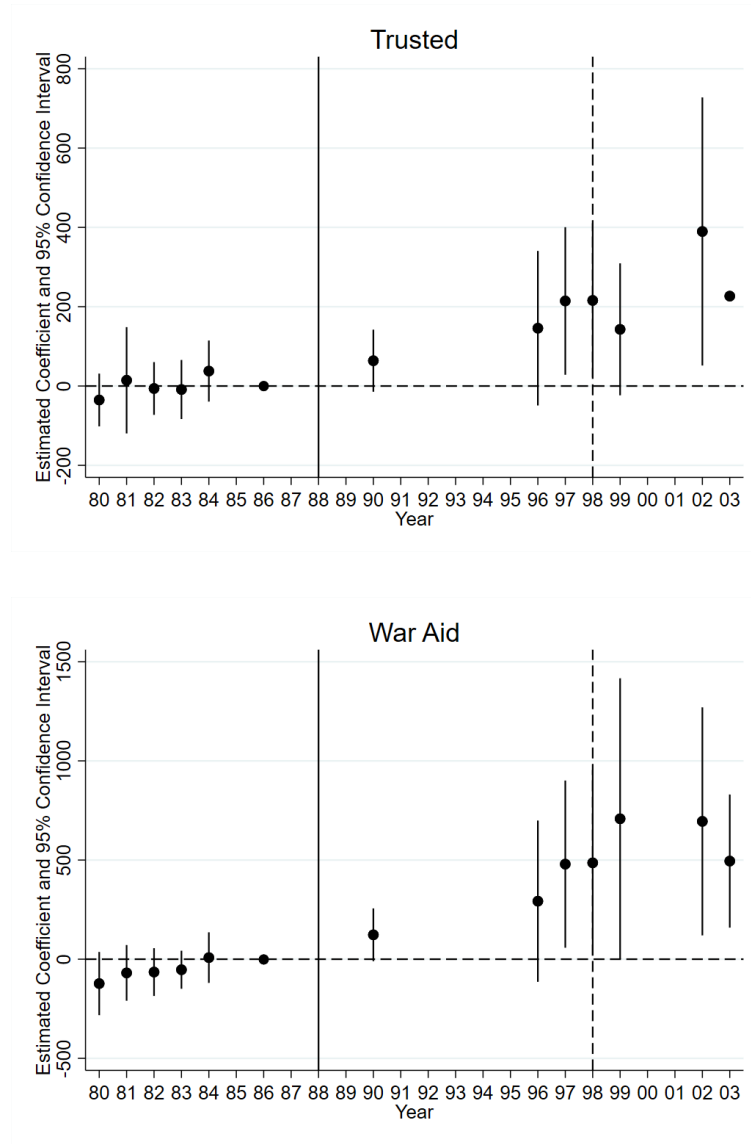 Trusted
Estimated Coefficient and 95% Confidence Interval
800
600
400
200
0
-200
80 81 82 83 84 85 86 87 88 89 90 91 92 93 94 95 96 97 98 99 00 01 02 03
Year
War Aid
Estimated Coefficient and 95% Confidence Interval
1500
1000
500
0
-500
80 81 82 83 84 85 86 87 88 89 90 91 92 93 94 95 96 97 98 99 00 01 02 03
Year